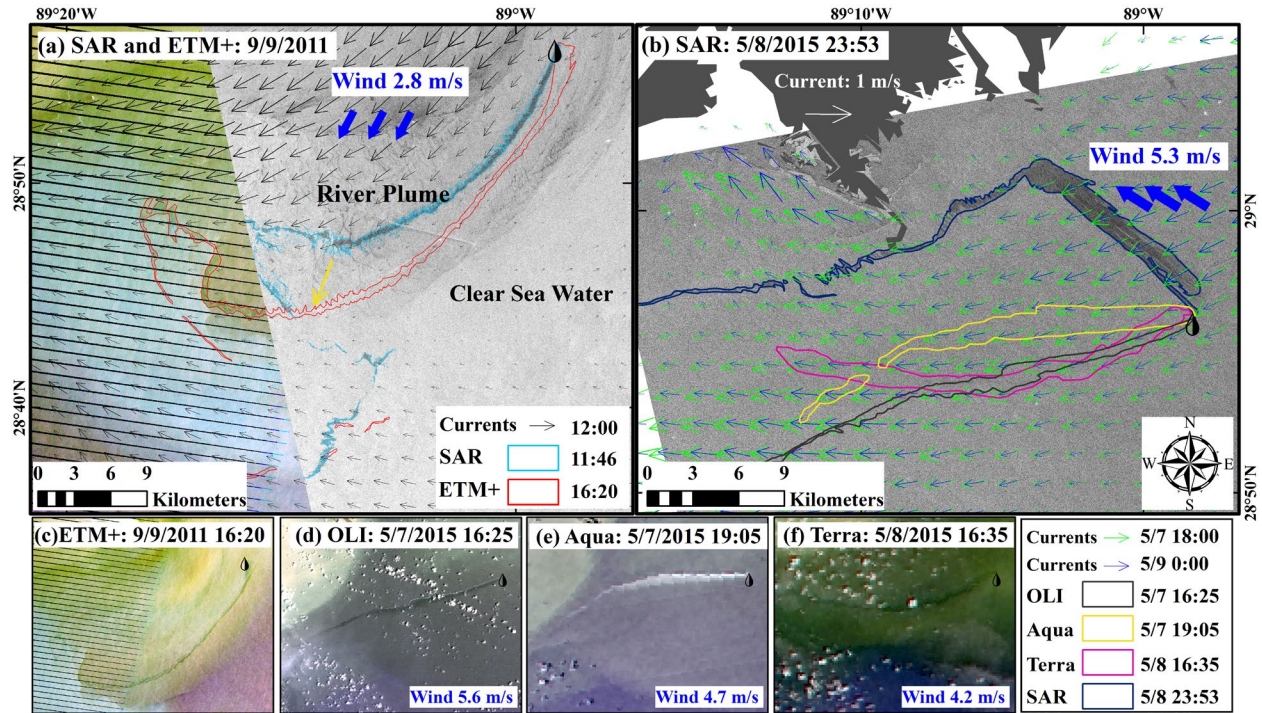 89°20'W
89°W
89°10'W
89°W
(a) SAR and ETM+: 9/9/2011
(b) SAR: 5/8/2015 23:53
Wind 2.8 m/s
Current: 1 m/s
Wind 5.3 m/s
28°50'N
River Plume
29°N
Clear Sea Water
28°40'N
Currents 12:00
SAR 11:46
ETM+ 16:20
0 3 6 9
Kilometers
0 3 6 9
Kilometers
N
W E
S
28°50'N
(c)ETM+: 9/9/2011 16:20
(d) OLI: 5/7/2015 16:25
Wind 5.6 m/s
(e) Aqua: 5/7/2015 19:05
Wind 4.7 m/s
(f) Terra: 5/8/2015 16:35
Wind 4.2 m/s
Currents 5/7 18:00
Currents 5/9 0:00
OLI 5/7 16:25
Aqua 5/7 19:05
Terra 5/8 16:35
SAR 5/8 23:53